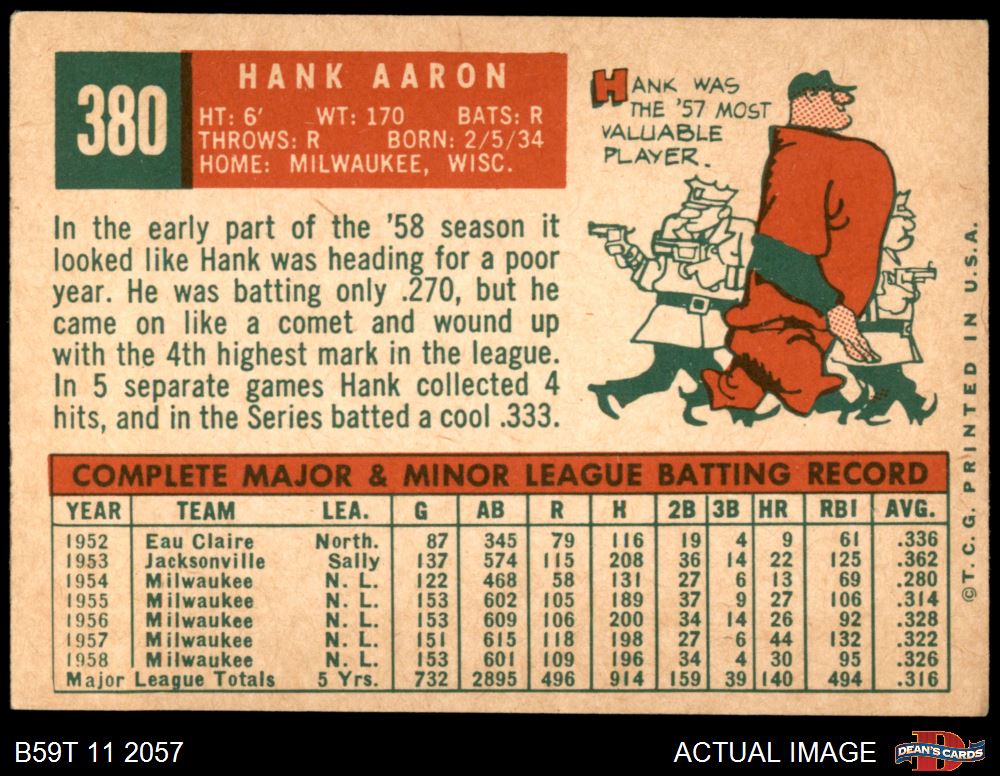 380
HANK AARON
HT: 6' WT: 170 BATS: R
THROWS: R BORN: 2/5/34
HOME: MILWAUKEE, WISC.
HANK WAS
THE '57 MOST
VALUABLE
PLAYER.
In the early part of the '58 season it
looked like Hank was heading for a poor
year. He was batting only .270, but he
came on like a comet and wound up
with the 4th highest mark in the league.
In 5 separate games Hank collected 4
hits, and in the Series batted a cool .333.
COMPLETE MAJOR & MINOR LEAGUE BATTING RECORD
YEAR TEAM LEA. G AB R H 2B 3B HR RBI AVG.
1952 Eau Claire North. 87 345 79 116 19 4 9 61 .336
1953 Jacksonville Sally 137 574 115 208 36 14 22 125 .362
1954 Milwaukee N. L. 122 468 58 131 27 6 13 69 .280
1955 Milwaukee N. L. 153 602 105 189 37 9 27 106 .314
1956 Milwaukee N. L. 153 609 106 200 34 14 26 92 .328
1957 Milwaukee N. L. 151 615 118 198 27 6 44 132 .322
1958 Milwaukee N. L. 153 601 109 196 34 4 30 95 .326
Major League Totals 5 Yrs. 732 2895 496 914 159 39 140 494 .316
©T. C. G. PRINTED IN U.S.A.
B59T 11 2057
ACTUAL IMAGE
D
DEAN'S CARDS